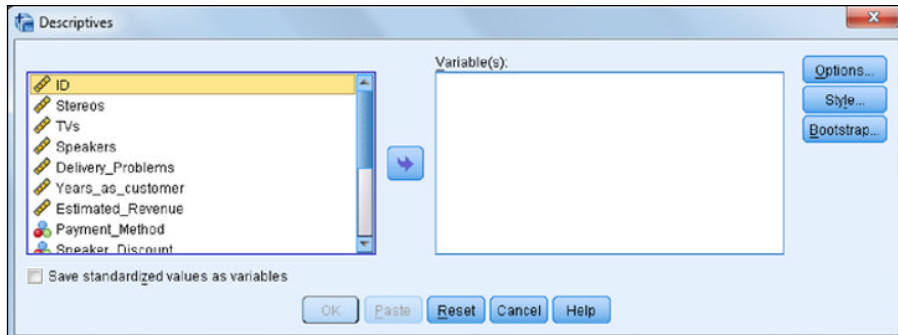 Descriptives
Variable(s):
ID
Stereos
TVs
Speakers
Delivery_Problems
Years_as_customer
Estimated_Revenue
Payment_Method
Speaker_Discount
Options...
Style...
Bootstrap...
Save standardized values as variables
OK
Paste
Reset
Cancel
Help